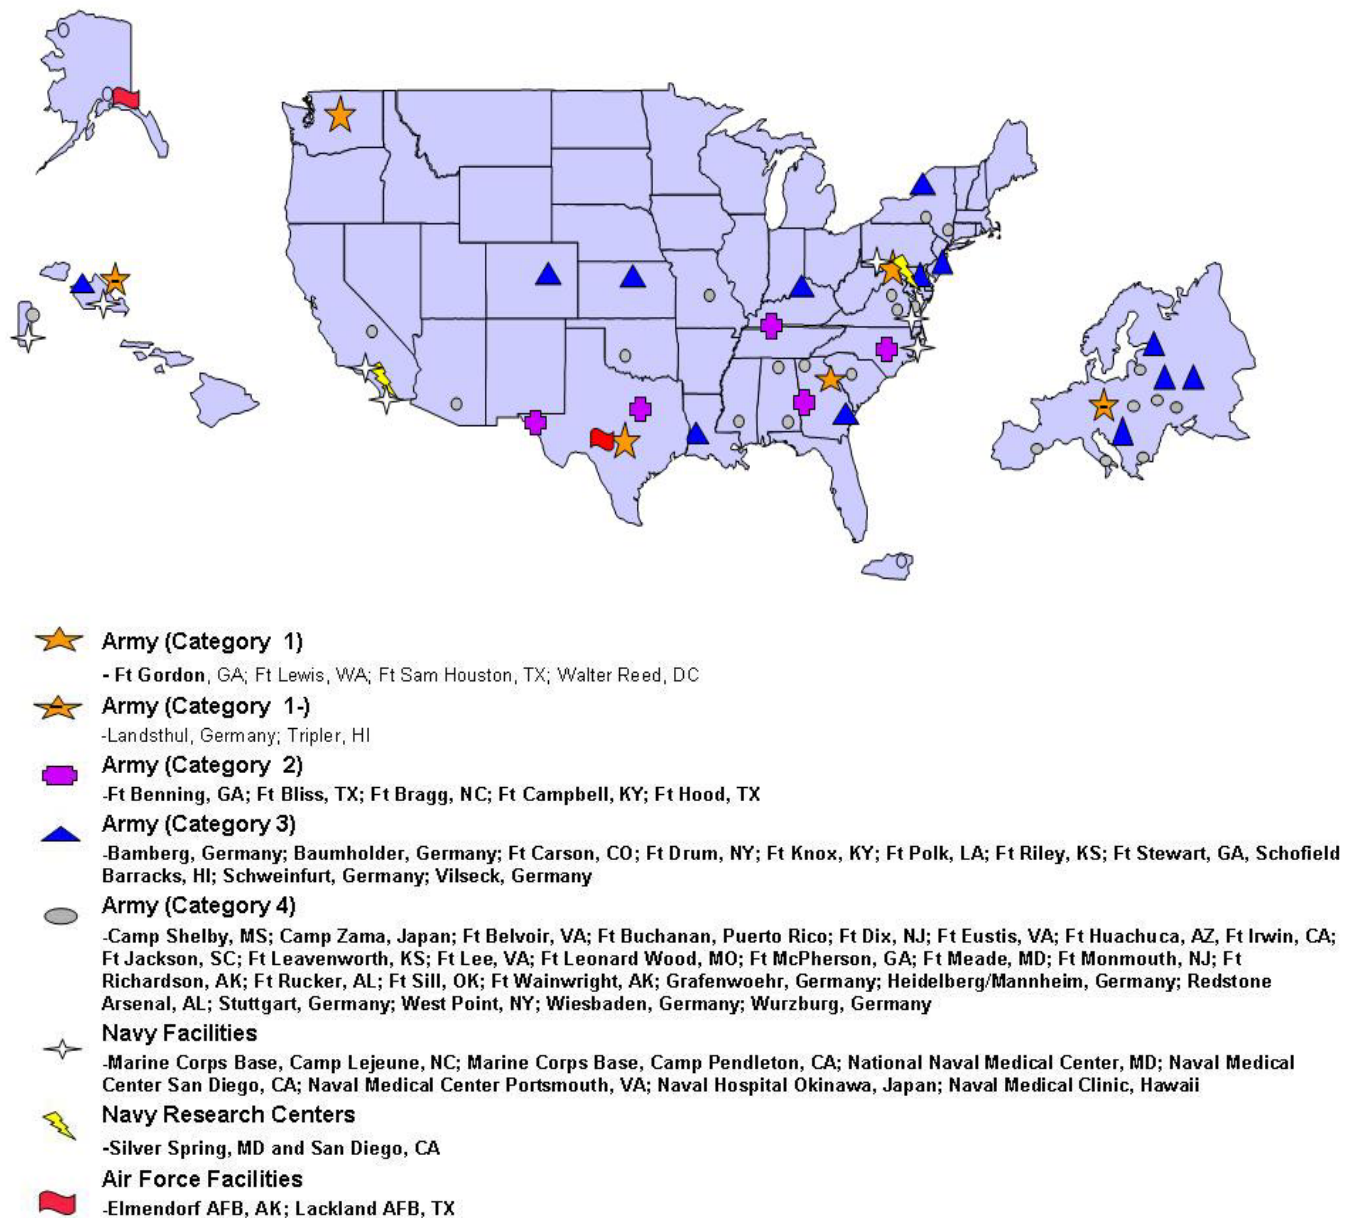 Army (Category 1)
- Ft Gordon, GA; Ft Lewis, WA; Ft Sam Houston, TX; Walter Reed, DC
Army (Category 1-)
-Landsthul, Germany; Tripler, HI
Army (Category 2)
-Ft Benning, GA; Ft Bliss, TX; Ft Bragg, NC; Ft Campbell, KY; Ft Hood, TX
Army (Category 3)
-Bamberg, Germany; Baumholder, Germany; Ft Carson, CO; Ft Drum, NY; Ft Knox, KY; Ft Polk, LA; Ft Riley, KS; Ft Stewart, GA, Schofield
Barracks, HI; Schweinfurt, Germany; Vilseck, Germany
Army (Category 4)
-Camp Shelby, MS; Camp Zama, Japan; Ft Belvoir, VA; Ft Buchanan, Puerto Rico; Ft Dix, NJ; Ft Eustis, VA; Ft Huachuca, AZ, Ft Irwin, CA;
Ft Jackson, SC; Ft Leavenworth, KS; Ft Lee, VA; Ft Leonard Wood, MO; Ft McPherson, GA; Ft Meade, MD; Ft Monmouth, NJ; Ft
Richardson, AK; Ft Rucker, AL; Ft Sill, OK; Ft Wainwright, AK; Grafenwoehr, Germany; Heidelberg/Mannheim, Germany; Redstone
Arsenal, AL; Stuttgart, Germany; West Point, NY; Wiesbaden, Germany; Wurzburg, Germany
Navy Facilities
-Marine Corps Base, Camp Lejeune, NC; Marine Corps Base, Camp Pendleton, CA; National Naval Medical Center, MD; Naval Medical
Center San Diego, CA; Naval Medical Center Portsmouth, VA; Naval Hospital Okinawa, Japan; Naval Medical Clinic, Hawaii
Navy Research Centers
-Silver Spring, MD and San Diego, CA
Air Force Facilities
-Elmendorf AFB, AK; Lackland AFB, TX